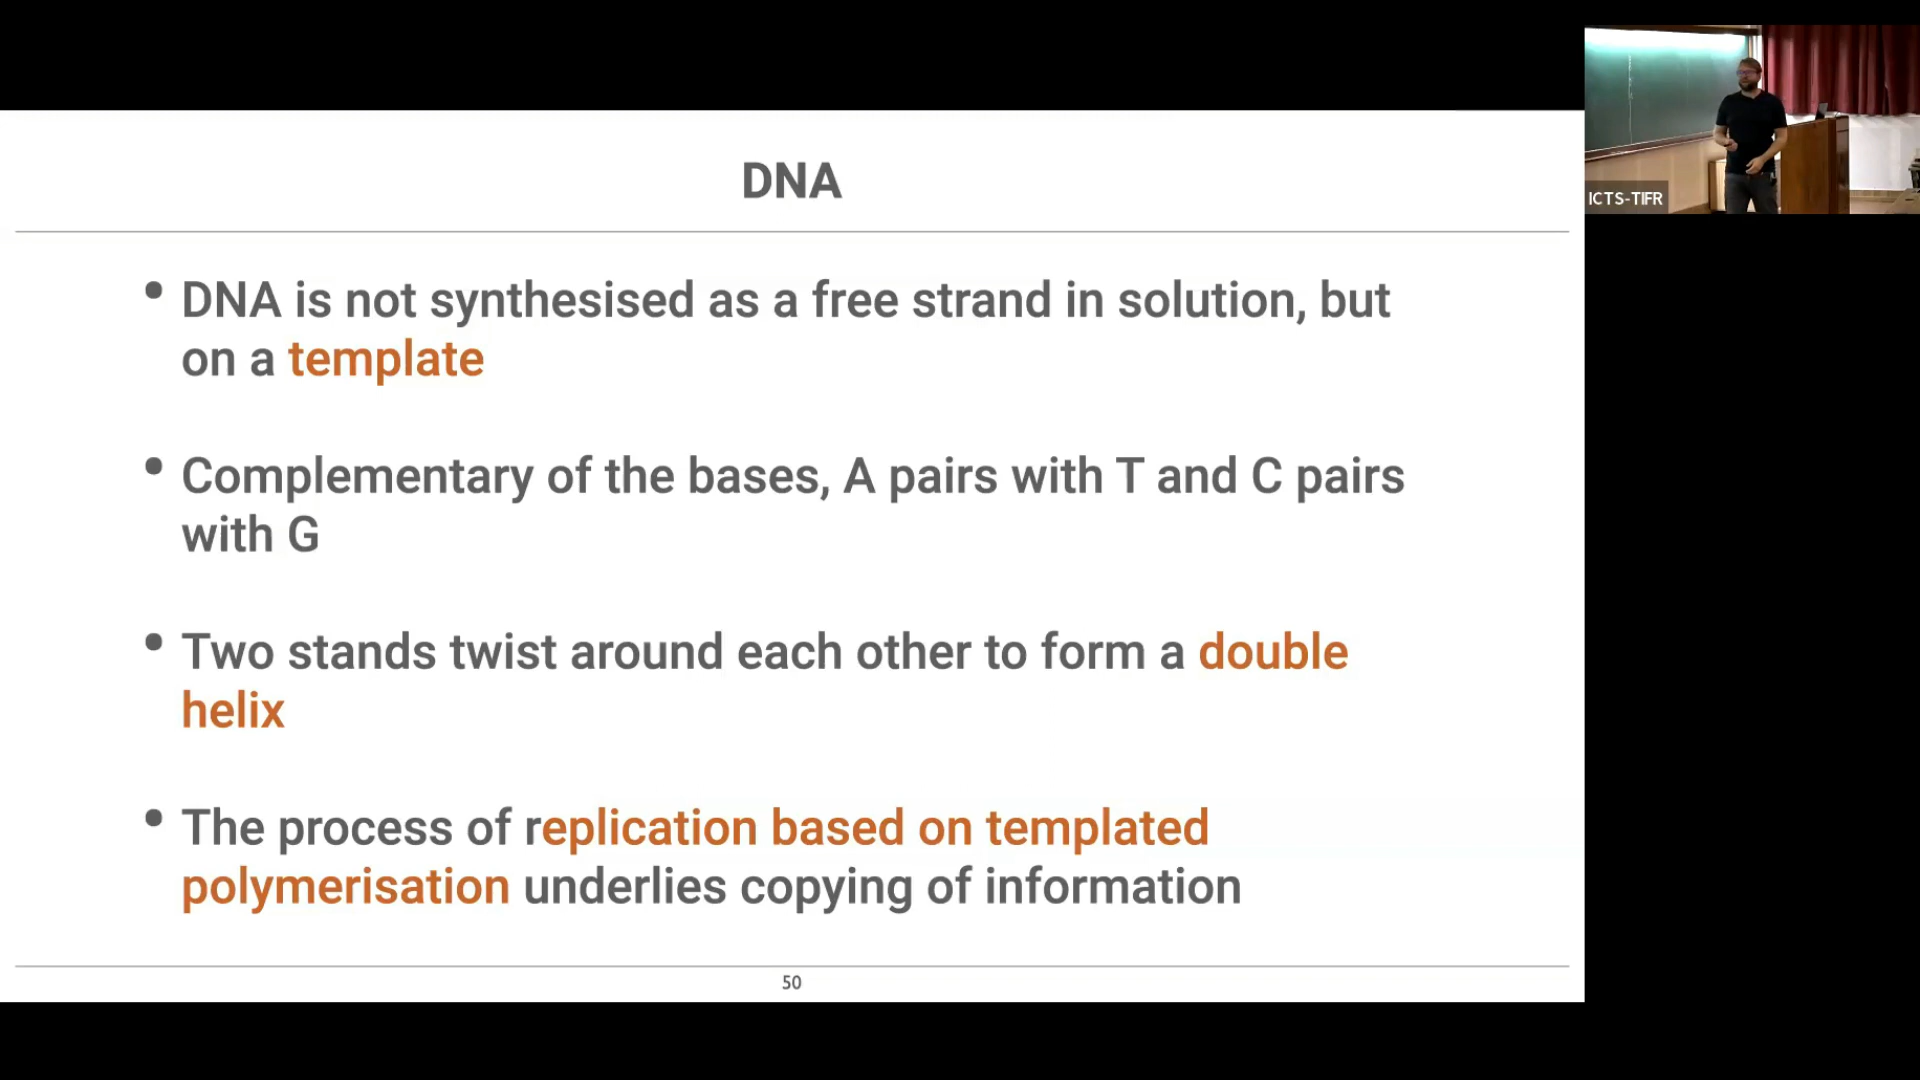 DNA
• DNA is not synthesised as a free strand in solution, but
on a template
• Complementary of the bases, A pairs with T and C pairs
with G
• Two stands twist around each other to form a double
helix
• The process of replication based on templated
polymerisation underlies copying of information
50
ICTS-TIFR